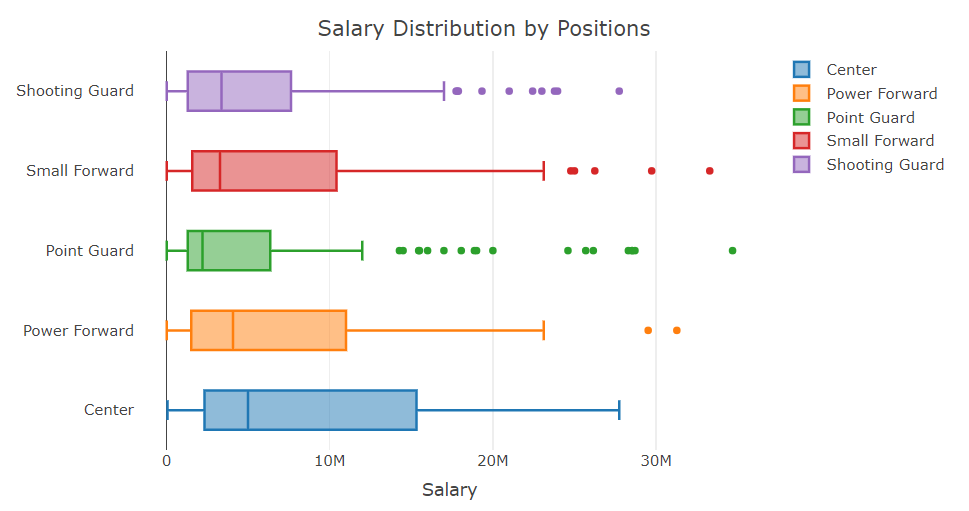 Salary Distribution by Positions
Shooting Guard
Small Forward
Point Guard
Power Forward
Center
0
10M
20M
30M
Salary
Center
Power Forward
Point Guard
Small Forward
Shooting Guard